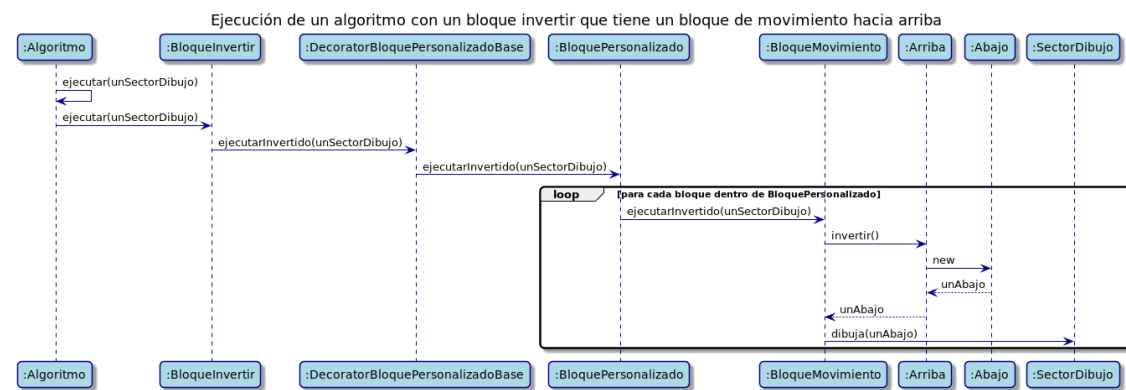 Ejecución de un algoritmo con un bloque invertir que tiene un bloque de movimiento hacia arriba
:Algoritmo :BloqueInvertir :DecoratorBloquePersonalizadoBase :BloquePersonalizado :BloqueMovimiento :Arriba :Abajo :SectorDibujo
ejecutar(unSectorDibujo)
ejecutar(unSectorDibujo)
ejecutarInvertido(unSectorDibujo)
ejecutarInvertido(unSectorDibujo)
loop [para cada bloque dentro de BloquePersonalizado]
ejecutarInvertido(unSectorDibujo)
invertir()
new
unAbajo
unAbajo
dibuja(unAbajo)
:Algoritmo :BloqueInvertir :DecoratorBloquePersonalizadoBase :BloquePersonalizado :BloqueMovimiento :Arriba :Abajo :SectorDibujo